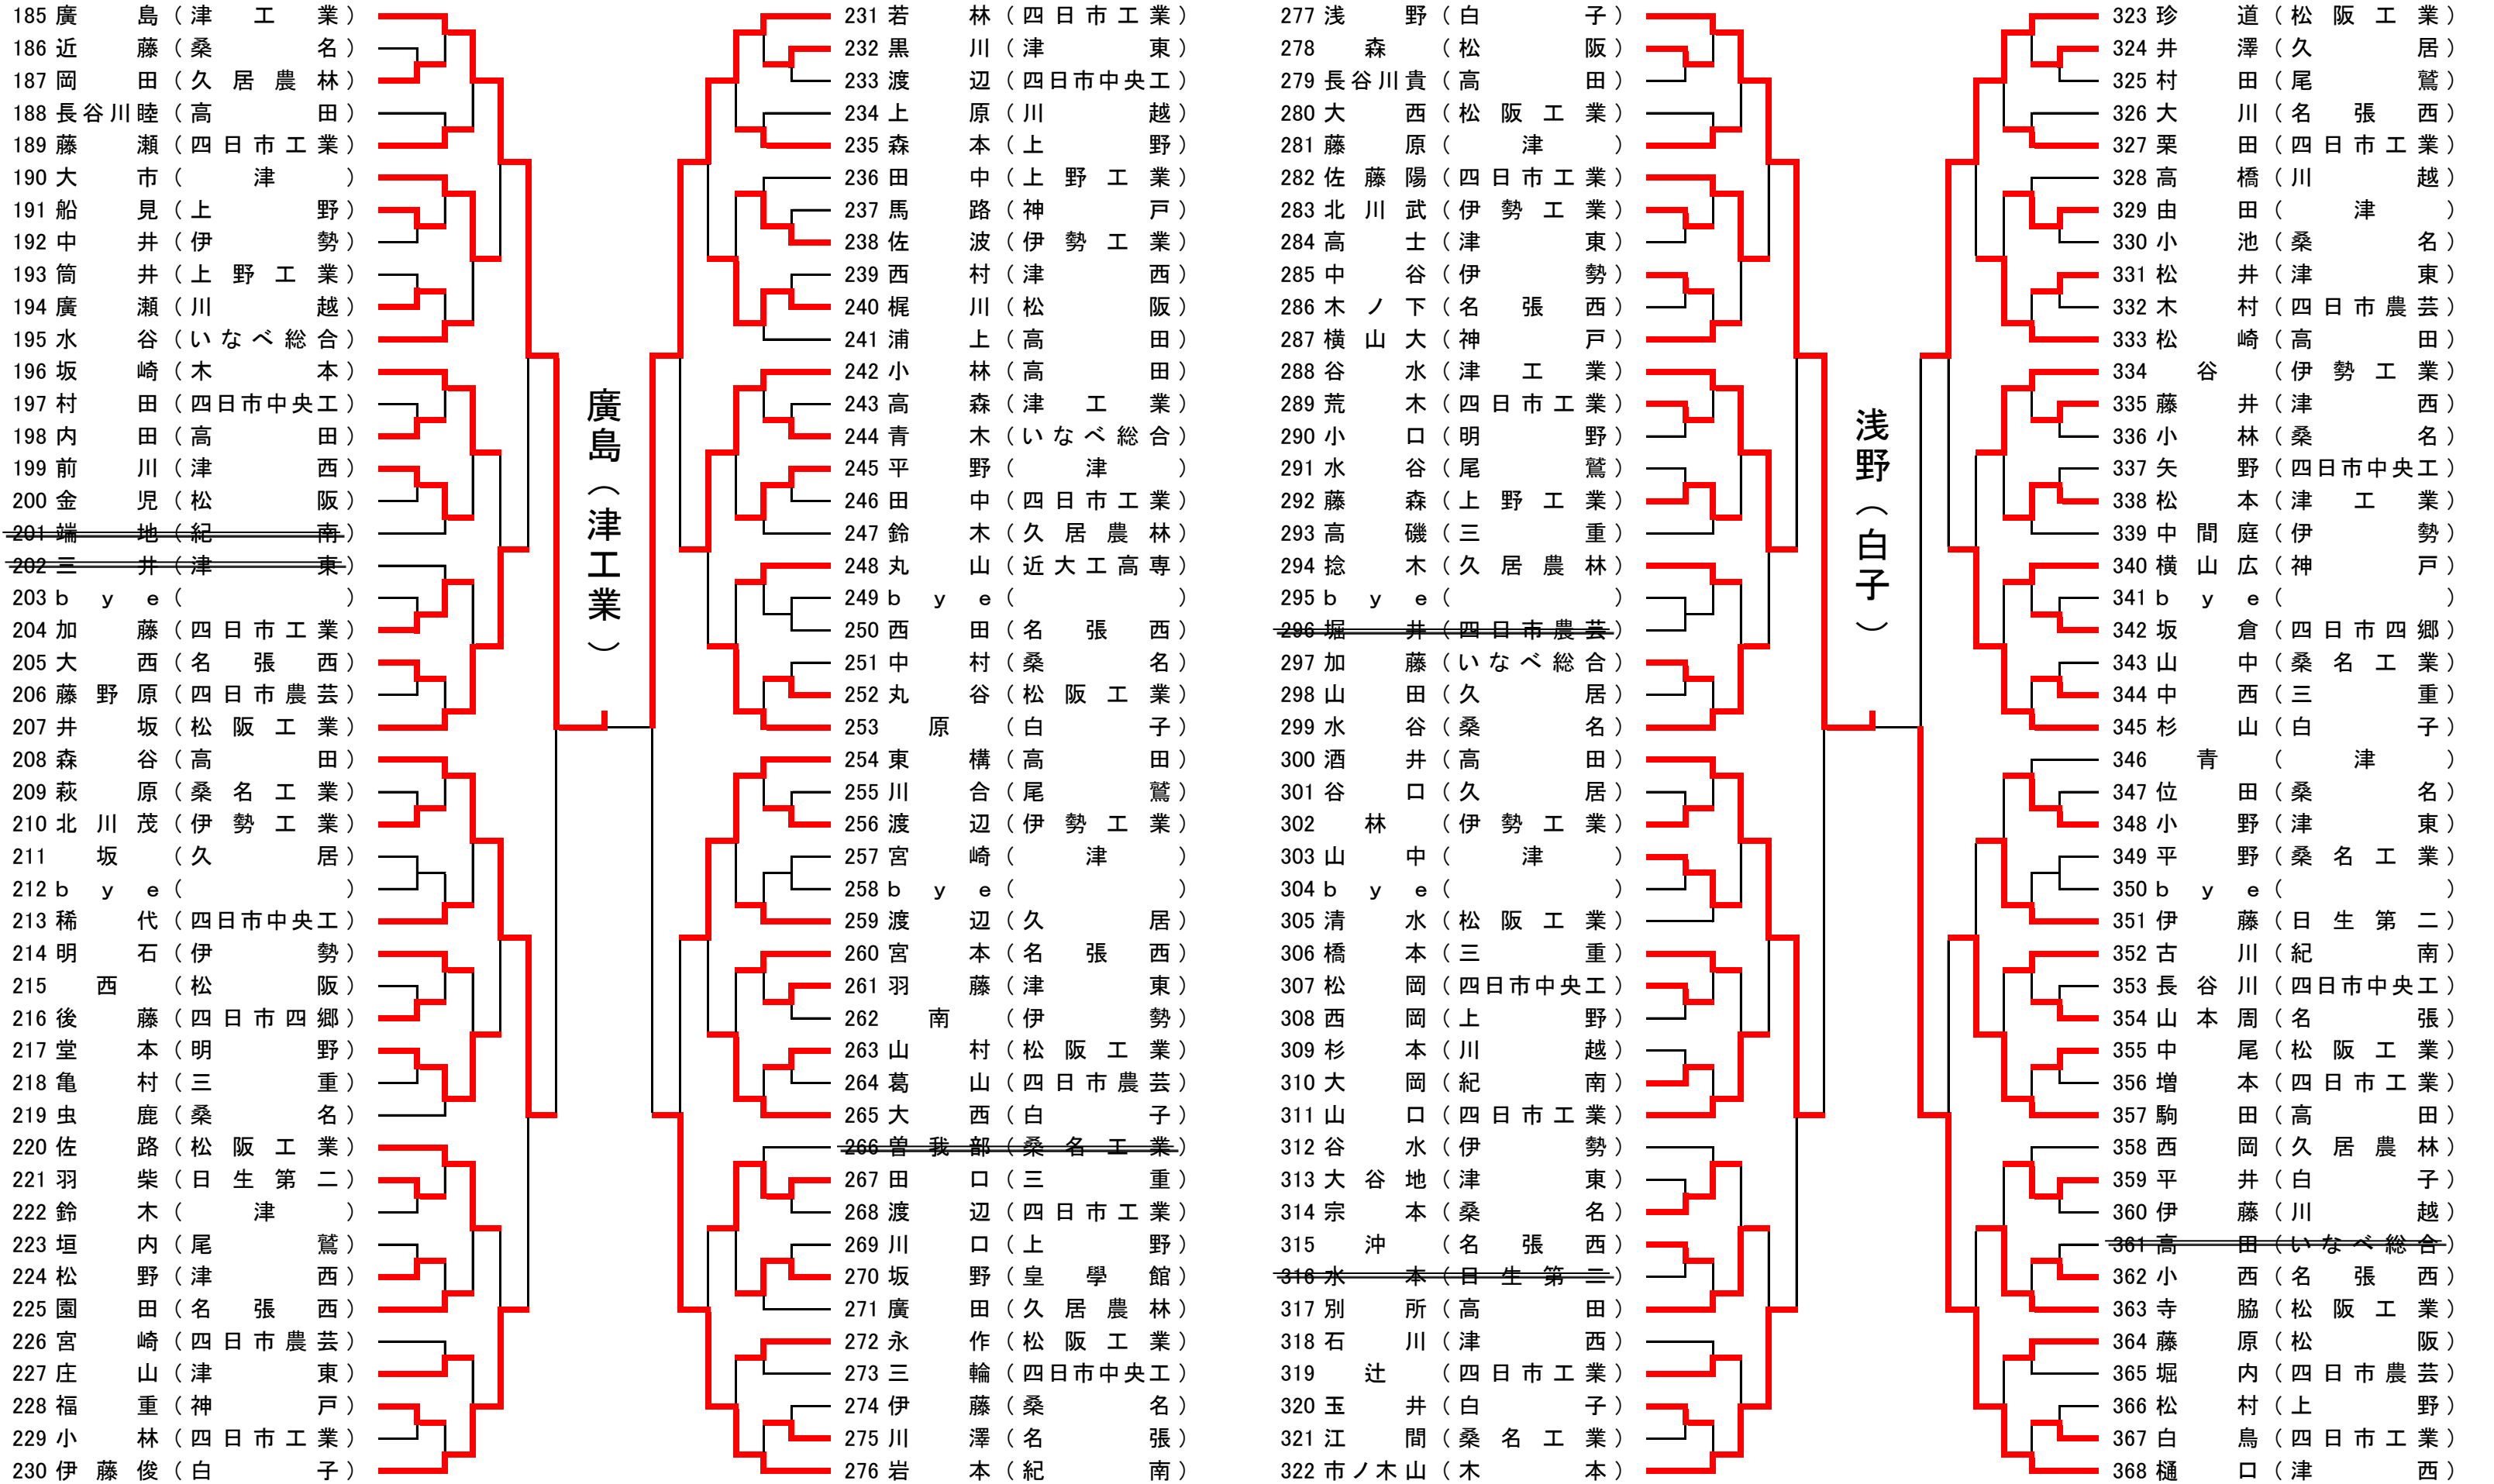 185 廣島（津工業）
186 近藤（桑名）
187 岡田（久居農林）
188 長谷川睦（高田）
189 藤瀬（四日市工業）
190 大市（津）
191 船見（上野）
192 中井（伊勢）
193 筒井（上野工業）
194 廣瀬（川越）
195 水谷（いなべ総合）
196 坂崎（木本）
197 村田（四日市中央工）
198 内田（高田）
199 前川（津西）
200 金児（松阪）
201 端地（紀南）
202 三井（津東）
203 bye（ ）
204 加藤（四日市工業）
205 大西（名張西）
206 藤野原（四日市農芸）
207 井坂（松阪工業）
208 森谷（高田）
209 萩原（桑名工業）
210 北川茂（伊勢工業）
211 坂（久居）
212 bye（ ）
213 稀代（四日市中央工）
214 明石（伊勢）
215 西（松阪）
216 後藤（四日市四郷）
217 堂本（明野）
218 亀村（三重）
219 虫鹿（桑名）
220 佐路（松阪工業）
221 羽柴（日生第二）
222 鈴木（津）
223 垣内（尾鷲）
224 松野（津西）
225 園田（名張西）
226 宮崎（四日市農芸）
227 庄山（津東）
228 福重（神戸）
229 小林（四日市工業）
230 伊藤俊（白子）
廣島（津工業）
231 若林（四日市工業）
232 黒川（津東）
233 渡辺（四日市中央工）
234 上原（川越）
235 森本（上野）
236 田中（上野工業）
237 馬路（神戸）
238 佐波（伊勢工業）
239 西村（津西）
240 梶川（松阪）
241 浦上（高田）
242 小林（高田）
243 高森（津工業）
244 青木（いなべ総合）
245 平野（津）
246 田中（四日市工業）
247 鈴木（久居農林）
248 丸山（近大工高専）
249 bye（ ）
250 西田（名張西）
251 中村（桑名）
252 丸谷（松阪工業）
253 原（白子）
254 東構（高田）
255 川合（尾鷲）
256 渡辺（伊勢工業）
257 宮崎（津）
258 bye（ ）
259 渡辺（久居）
260 宮本（名張西）
261 羽藤（津東）
262 南（伊勢）
263 山村（松阪工業）
264 葛山（四日市農芸）
265 大西（白子）
266 曽我部（桑名工業）
267 田口（三重）
268 渡辺（四日市工業）
269 川口（上野）
270 坂野（皇學館）
271 廣田（久居農林）
272 永作（松阪工業）
273 三輪（四日市中央工）
274 伊藤（桑名）
275 川澤（名張）
276 岩本（紀南）
277 浅野（白子）
278 森（松阪）
279 長谷川貴（高田）
280 大西（松阪工業）
281 藤原（津）
282 佐藤陽（四日市工業）
283 北川武（伊勢工業）
284 高士（津東）
285 中谷（伊勢）
286 木ノ下（名張西）
287 横山大（神戸）
288 谷水（津工業）
289 荒木（四日市工業）
290 小口（明野）
291 水谷（尾鷲）
292 藤森（上野工業）
293 高磯（三重）
294 捻木（久居農林）
295 bye（ ）
296 堀井（四日市農芸）
297 加藤（いなべ総合）
298 山田（久居）
299 水谷（桑名）
300 酒井（高田）
301 谷口（久居）
302 林（伊勢工業）
303 山中（津）
304 bye（ ）
305 清水（松阪工業）
306 橋本（三重）
307 松岡（四日市中央工）
308 西岡（上野）
309 杉本（川越）
310 大岡（紀南）
311 山口（四日市工業）
312 谷水（伊勢）
313 大谷地（津東）
314 宗本（桑名）
315 沖（名張西）
316 水本（日生第二）
317 別所（高田）
318 石川（津西）
319 辻（四日市工業）
320 玉井（白子）
321 江間（桑名工業）
322 市ノ木山（木本）
浅野（白子）
323 珍道（松阪工業）
324 井澤（久居）
325 村田（尾鷲）
326 大川（名張西）
327 栗田（四日市工業）
328 高橋（川越）
329 由田（津）
330 小池（桑名）
331 松井（津東）
332 木村（四日市農芸）
333 松崎（高田）
334 谷（伊勢工業）
335 藤井（津西）
336 小林（桑名）
337 矢野（四日市中央工）
338 松本（津工業）
339 中間庭（伊勢）
340 横山広（神戸）
341 bye（ ）
342 坂倉（四日市四郷）
343 山中（桑名工業）
344 中西（三重）
345 杉山（白子）
346 青（津）
347 位田（桑名）
348 小野（津東）
349 平野（桑名工業）
350 bye（ ）
351 伊藤（日生第二）
352 古川（紀南）
353 長谷川（四日市中央工）
354 山本周（名張）
355 中尾（松阪工業）
356 増本（四日市工業）
357 駒田（高田）
358 西岡（久居農林）
359 平井（白子）
360 伊藤（川越）
361 高田（いなべ総合）
362 小西（名張西）
363 寺脇（松阪工業）
364 藤原（松阪）
365 堀内（四日市農芸）
366 松村（上野）
367 白鳥（四日市工業）
368 樋口（津西）